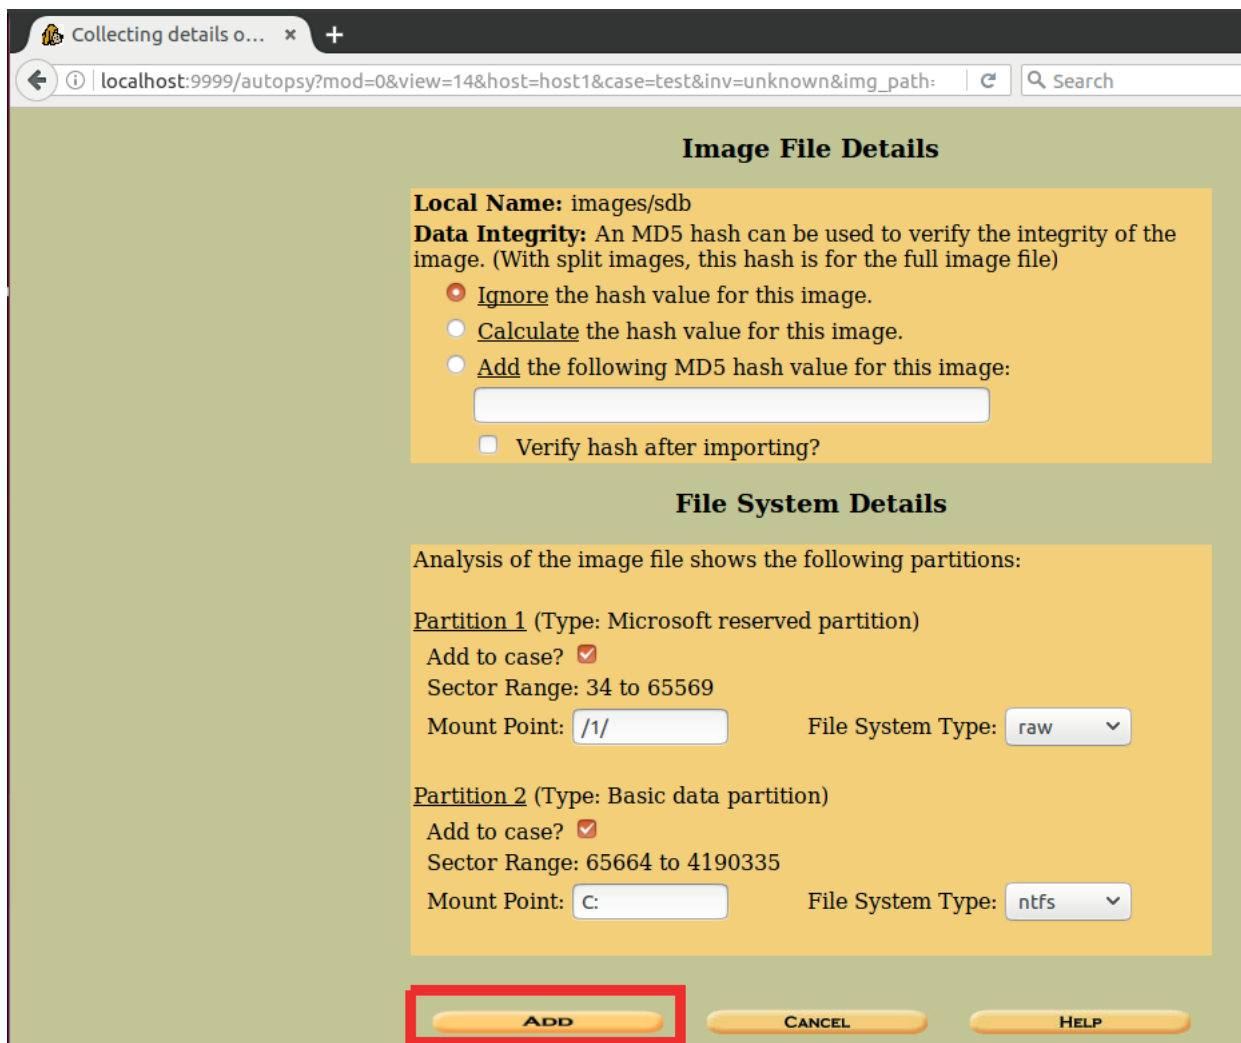 Collecting details o... ×
localhost:9999/autopsy?mod=0&view=14&host=host1&case=test&inv=unknown&img_path=
Search
Image File Details
Local Name: images/sdb
Data Integrity: An MD5 hash can be used to verify the integrity of the
image. (With split images, this hash is for the full image file)
Ignore the hash value for this image.
Calculate the hash value for this image.
Add the following MD5 hash value for this image:
Verify hash after importing?
File System Details
Analysis of the image file shows the following partitions:
Partition 1 (Type: Microsoft reserved partition)
Add to case?
Sector Range: 34 to 65569
Mount Point: /1/ File System Type: raw
Partition 2 (Type: Basic data partition)
Add to case?
Sector Range: 65664 to 4190335
Mount Point: C: File System Type: ntfs
ADD CANCEL HELP